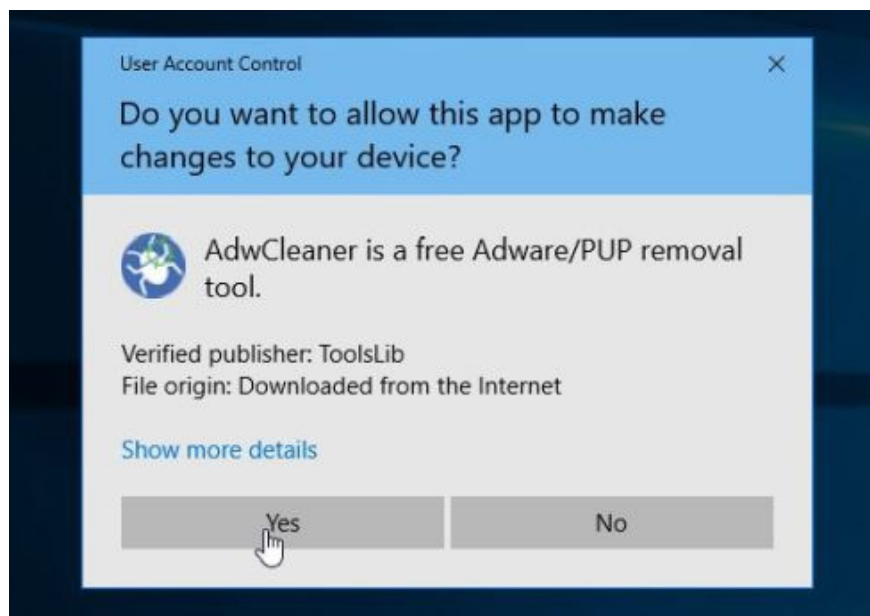 User Account Control
Do you want to allow this app to make
changes to your device?
AdwCleaner is a free Adware/PUP removal
tool.
Verified publisher: ToolsLib
File origin: Downloaded from the Internet
Show more details
Yes
No